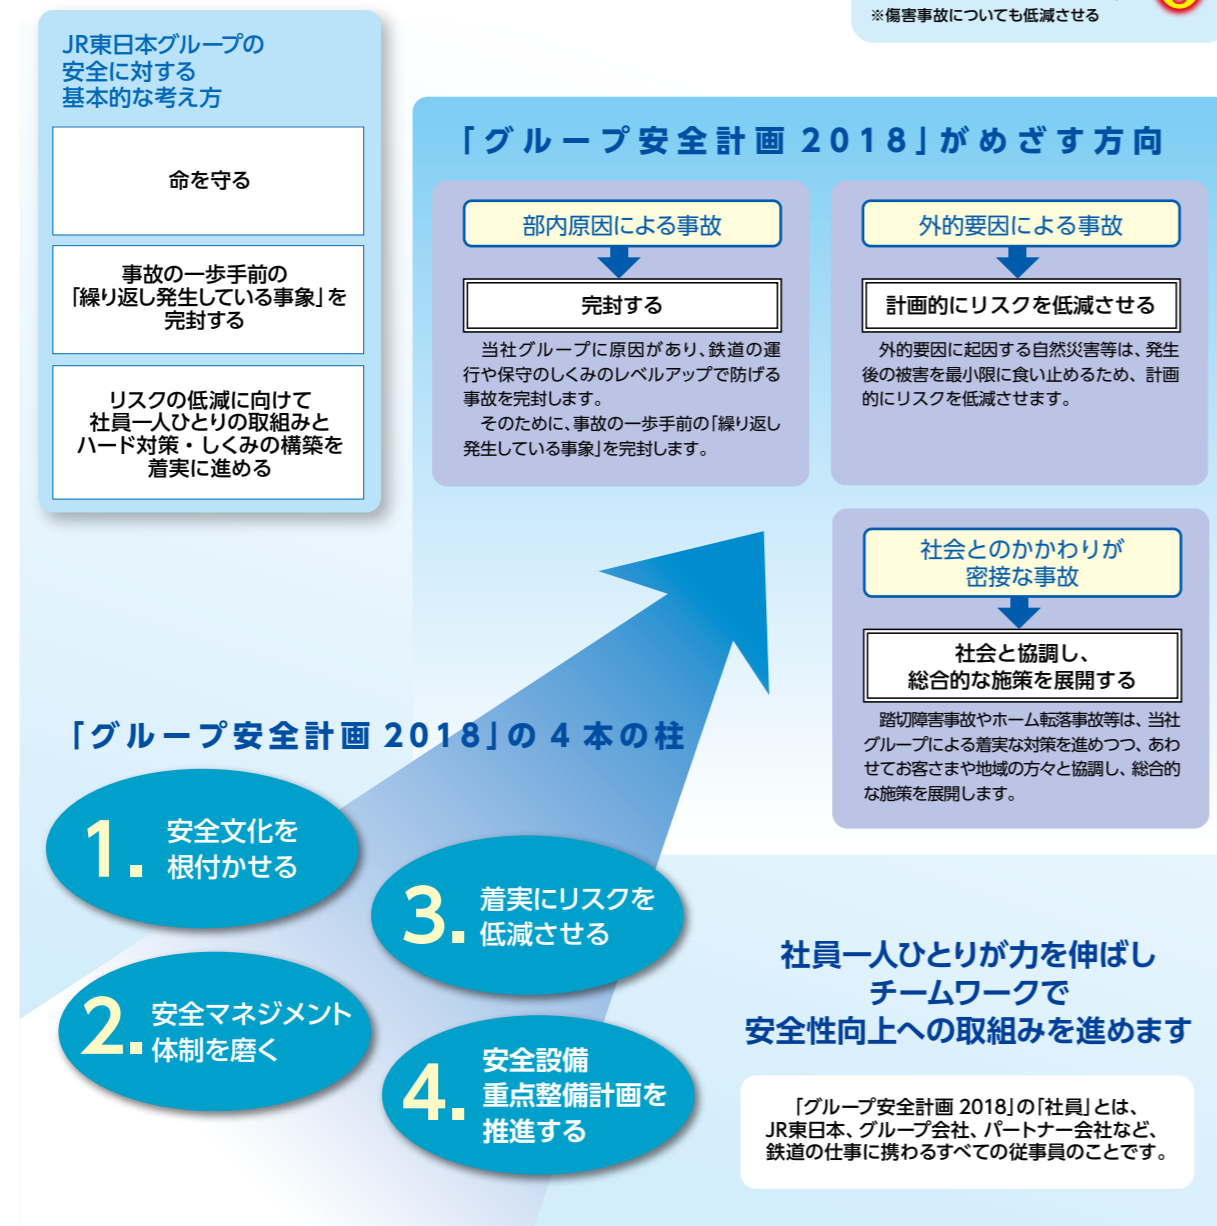 ※傷害事故についても低減させる
JR東日本グループの
安全に対する
基本的な考え方
命を守る
事故の一歩手前の
「繰り返し発生している事象」を
完封する
リスクの低減に向けて
社員一人ひとりの取組みと
ハード対策・しくみの構築を
着実に進める
「グループ安全計画 2018」がめざす方向
部内原因による事故
完封する
当社グループに原因があり、鉄道の運
行や保守のしくみのレベルアップで防げる
事故を完封します。
そのために、事故の一歩手前の「繰り返し
発生している事象」を完封します。
外的要因による事故
計画的にリスクを低減させる
外的要因に起因する自然災害等は、発生
後の被害を最小限に食い止めるため、計画
的にリスクを低減させます。
社会とのかかわりが
密接な事故
社会と協調し、
総合的な施策を展開する
踏切障害事故やホーム転落事故等は、当社
グループによる着実な対策を進めつつ、あわ
せてお客さまや地域の方々と協調し、総合的
な施策を展開します。
「グループ安全計画 2018」の 4 本の柱
1. 安全文化を
根付かせる
2. 安全マネジメント
体制を磨く
3. 着実にリスクを
低減させる
4. 安全設備
重点整備計画を
推進する
社員一人ひとりが力を伸ばし
チームワークで
安全性向上への取組みを進めます
「グループ安全計画 2018」の「社員」とは、
JR東日本、グループ会社、パートナー会社など、
鉄道の仕事に携わるすべての従事員のことです。